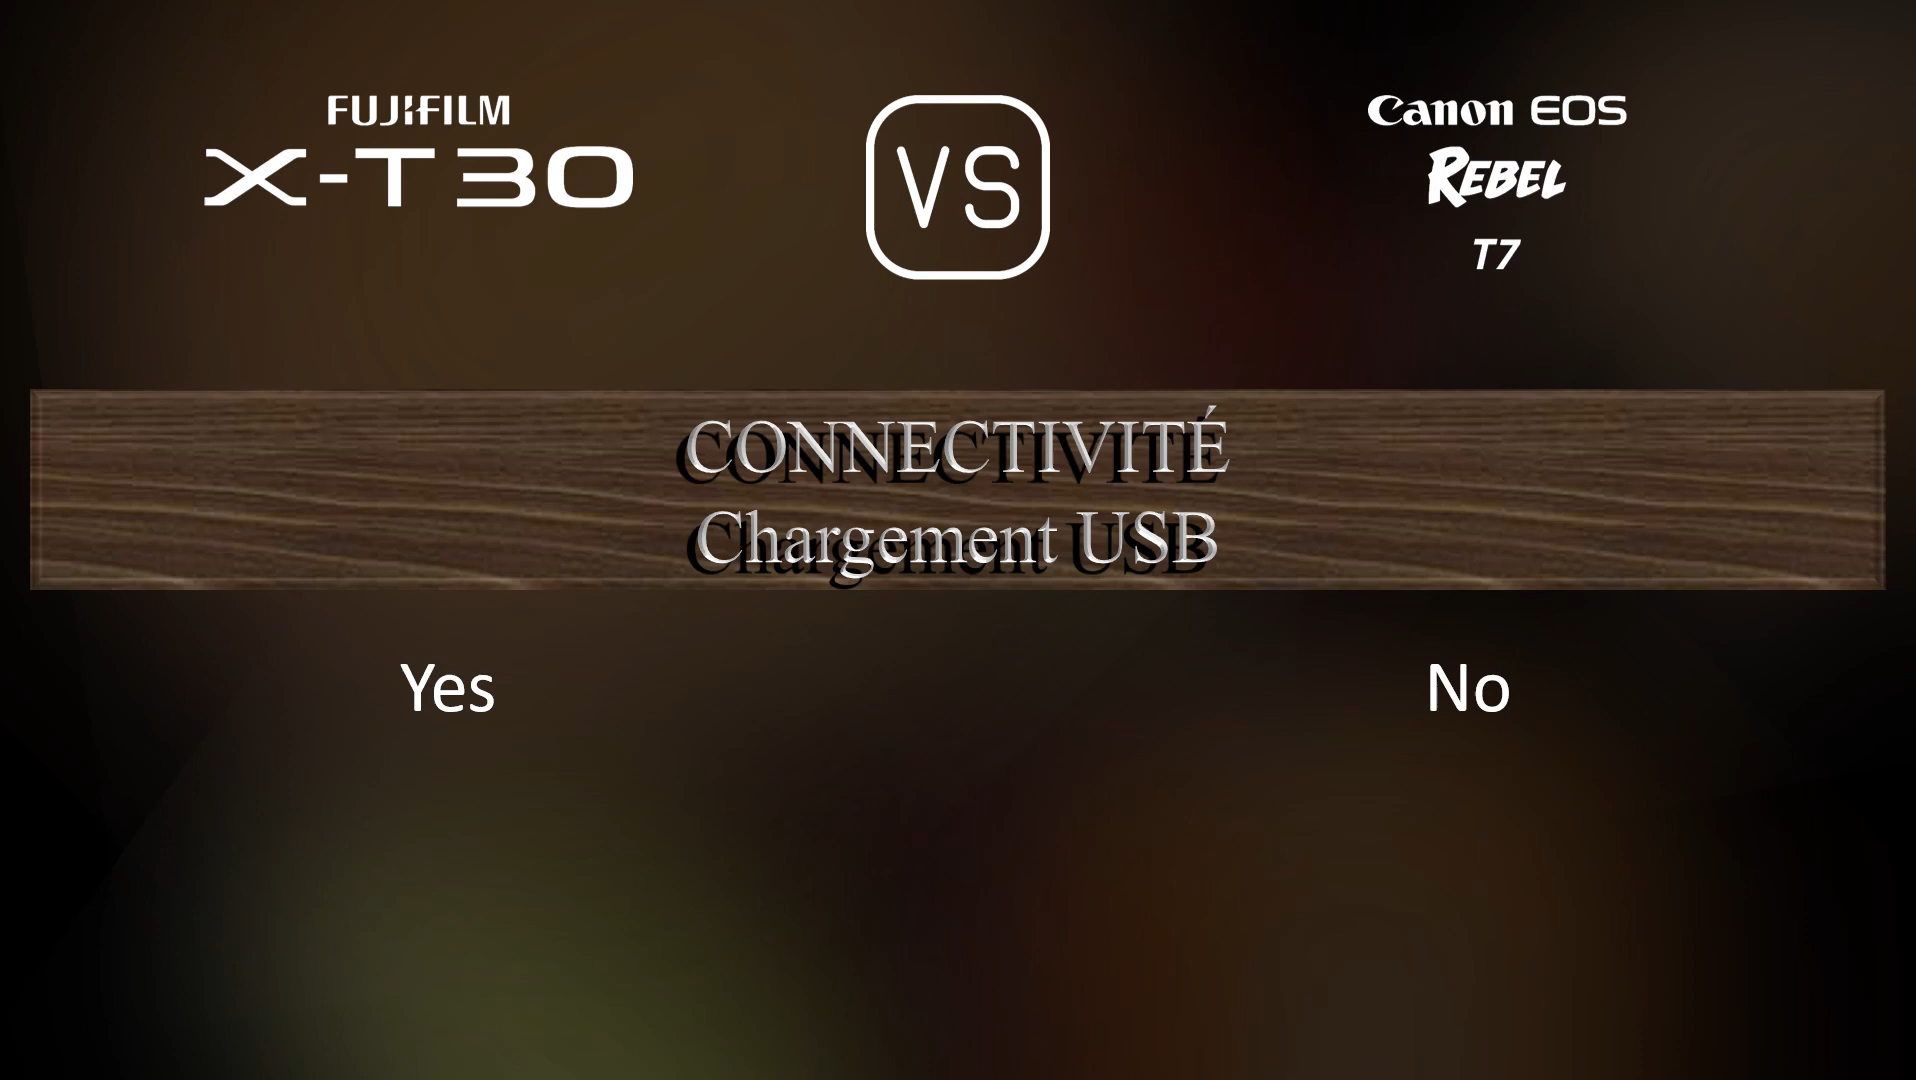 FUJIFILM
X-T30
VS
Canon EOS
REBEL
T7
CONNECTIVITÉ
Chargement USB
Yes
No